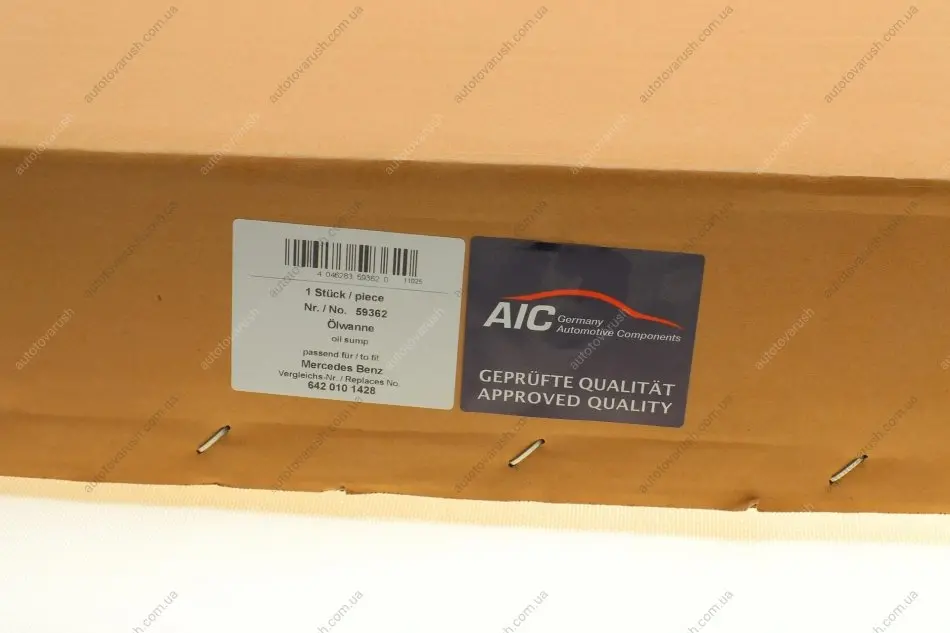 4 046283 59362 0 11025
1 Stück / piece
Nr. / No. 59362
Ölwanne
oil sump
passend für / to fit
Mercedes Benz
Vergleichs-Nr. / Replaces No.
642 010 1428
AIC Germany
Automotive Components
GEPRÜFTE QUALITÄT
APPROVED QUALITY
autotovarush.com.ua